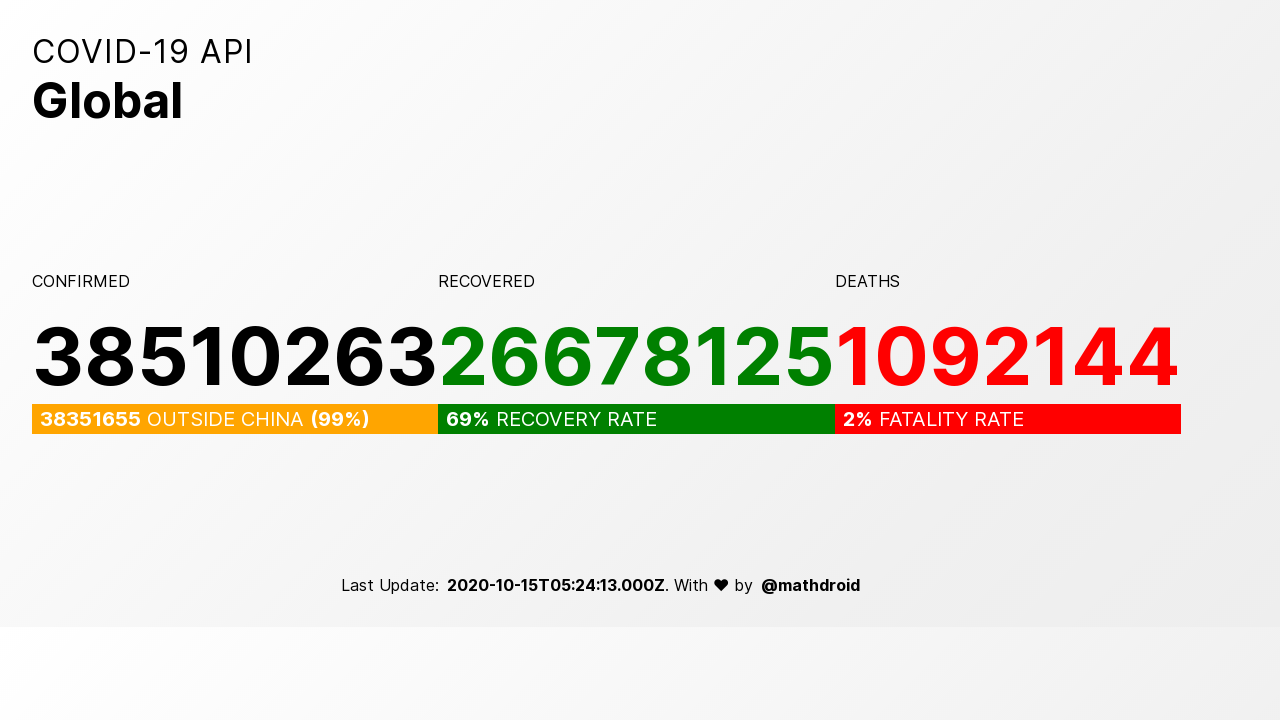 COVID-19 API
Global
CONFIRMED
38510263
38351655 OUTSIDE CHINA (99%)
RECOVERED
26678125
69% RECOVERY RATE
DEATHS
1092144
2% FATALITY RATE
Last Update: 2020-10-15T05:24:13.000Z. With ♥ by @mathdroid